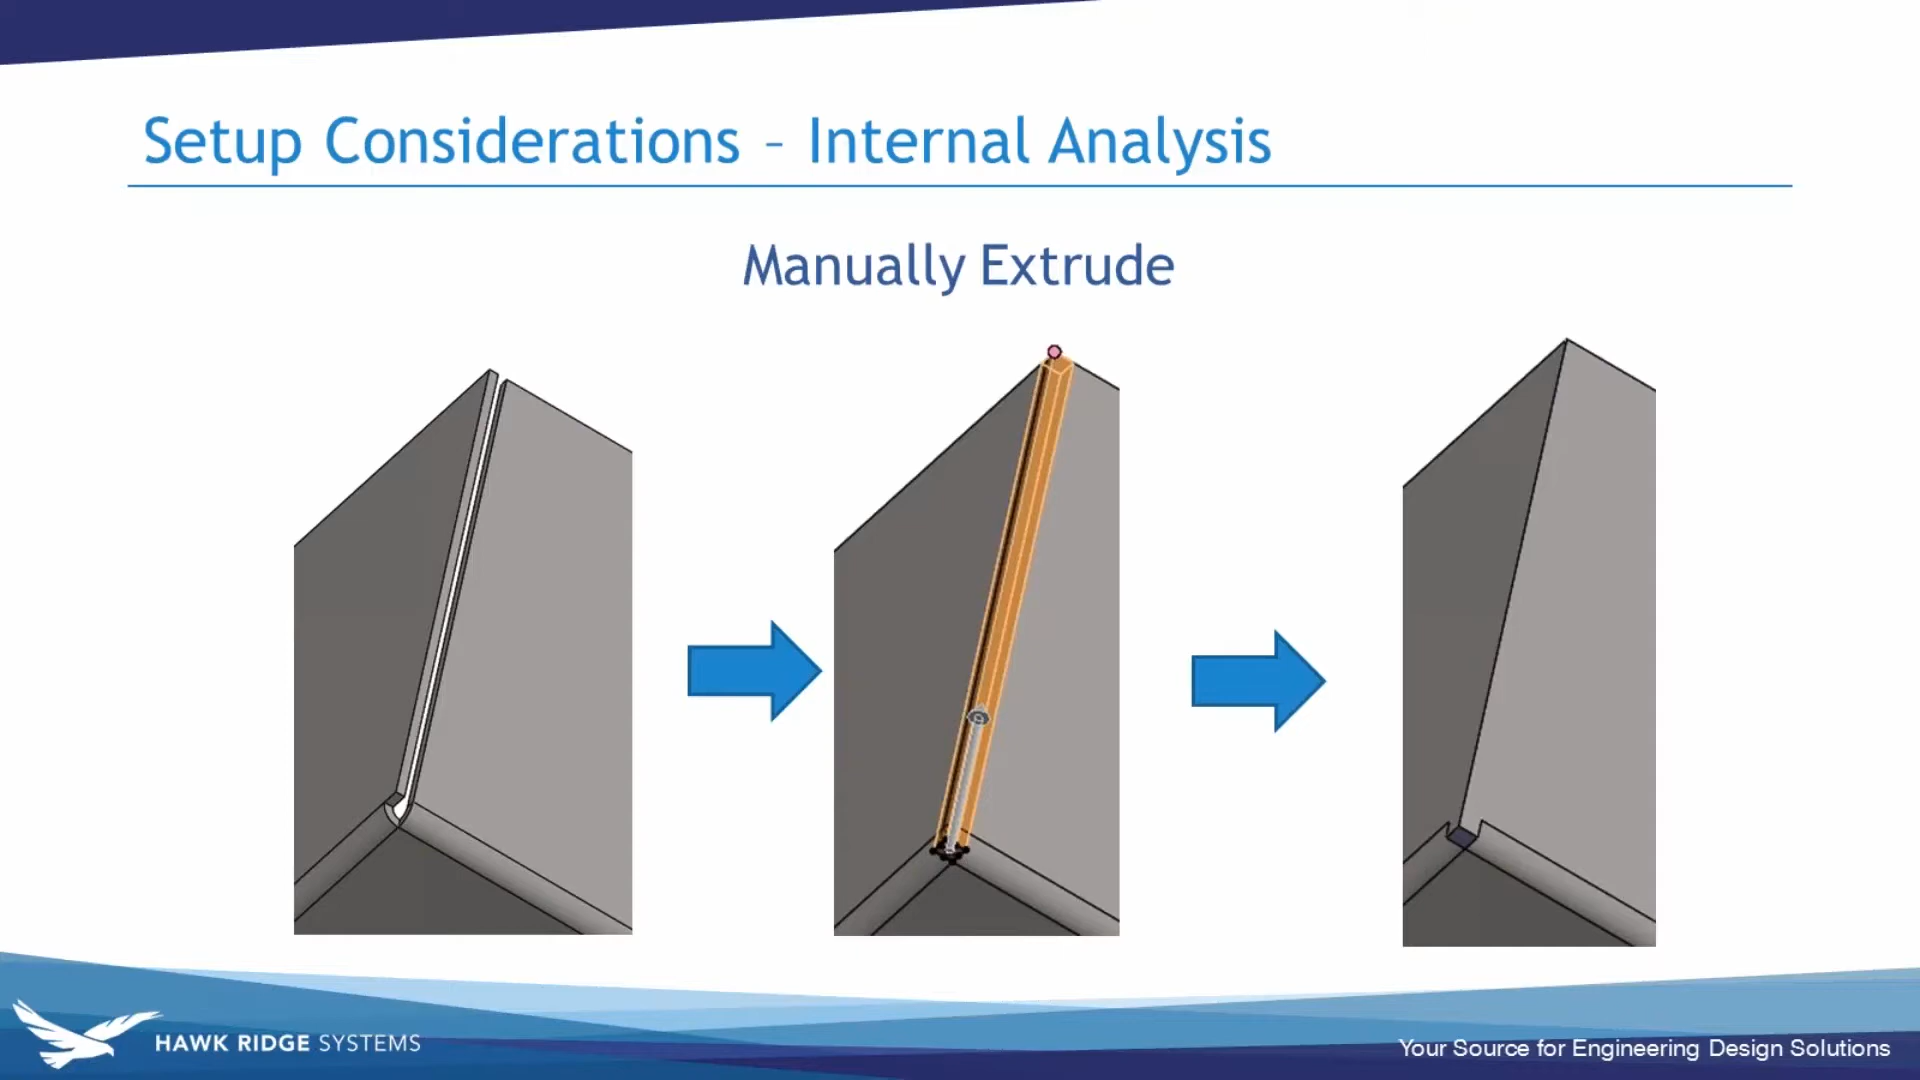 Setup Considerations – Internal Analysis
Manually Extrude
HAWK RIDGE SYSTEMS
Your Source for Engineering Design Solutions